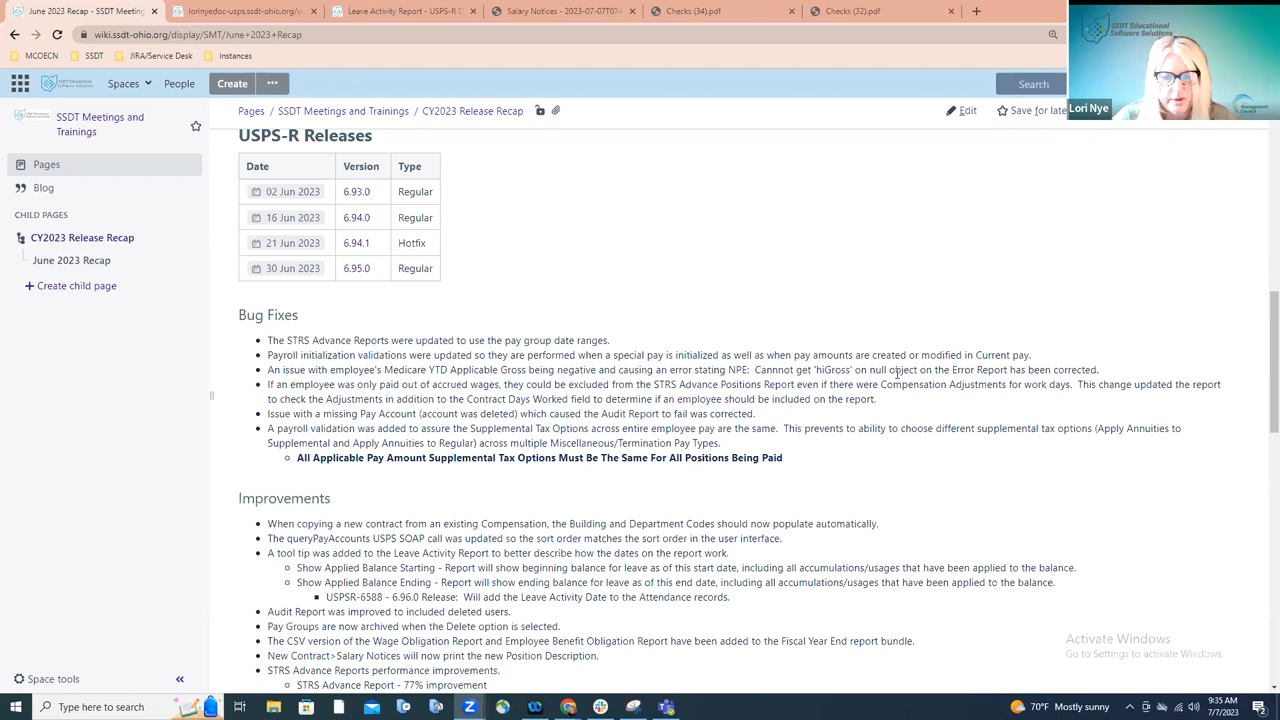 June 2023 Recap - SSDT Meeting
lorinyedoc-usps.ssdt-ohio.org/
Leave Activity Report - USPS-R D
Salary Notices - 2023-07-07T074
Checks (34).pdf
Checks (32).pdf
wiki.ssdt-ohio.org/display/SMT/June+2023+Recap
MCOECN
SSDT
JIRA/Service Desk
Instances
SSDT Educational
Software Solutions
Lori Nye
Management
Council
Spaces
People
Create
Search
SSDT Meetings and
Trainings
Pages / SSDT Meetings and Trainings / CY2023 Release Recap
Edit
Save for late
Pages
Blog
CHILD PAGES
CY2023 Release Recap
June 2023 Recap
+ Create child page
USPS-R Releases
Date Version Type
02 Jun 2023 6.93.0 Regular
16 Jun 2023 6.94.0 Regular
21 Jun 2023 6.94.1 Hotfix
30 Jun 2023 6.95.0 Regular
Bug Fixes
The STRS Advance Reports were updated to use the pay group date ranges.
Payroll initialization validations were updated so they are performed when a special pay is initialized as well as when pay amounts are created or modified in Current pay.
An issue with employee's Medicare YTD Applicable Gross being negative and causing an error stating NPE: Cannnot get 'hiGross' on null object on the Error Report has been corrected.
If an employee was only paid out of accrued wages, they could be excluded from the STRS Advance Positions Report even if there were Compensation Adjustments for work days. This change updated the report
to check the Adjustments in addition to the Contract Days Worked field to determine if an employee should be included on the report.
Issue with a missing Pay Account (account was deleted) which caused the Audit Report to fail was corrected.
A payroll validation was added to assure the Supplemental Tax Options across entire employee pay are the same. This prevents to ability to choose different supplemental tax options (Apply Annuities to
Supplemental and Apply Annuities to Regular) across multiple Miscellaneous/Termination Pay Types.
All Applicable Pay Amount Supplemental Tax Options Must Be The Same For All Positions Being Paid
Improvements
When copying a new contract from an existing Compensation, the Building and Department Codes should now populate automatically.
The queryPayAccounts USPS SOAP call was updated so the sort order matches the sort order in the user interface.
A tool tip was added to the Leave Activity Report to better describe how the dates on the report work.
Show Applied Balance Starting - Report will show beginning balance for leave as of this start date, including all accumulations/usages that have been applied to the balance.
Show Applied Balance Ending - Report will show ending balance for leave as of this end date, including all accumulations/usages that have been applied to the balance.
USPSR-6588 - 6.96.0 Release: Will add the Leave Activity Date to the Attendance records.
Audit Report was improved to included deleted users.
Pay Groups are now archived when the Delete option is selected.
The CSV version of the Wage Obligation Report and Employee Benefit Obligation Report have been added to the Fiscal Year End report bundle.
New Contract>Salary Notices will now print the new Position Description.
STRS Advance Reports performance improvements.
STRS Advance Report - 77% improvement
Activate Windows
Go to Settings to activate Windows.
Space tools
Type here to search
70°F Mostly sunny
9:35 AM
7/7/2023